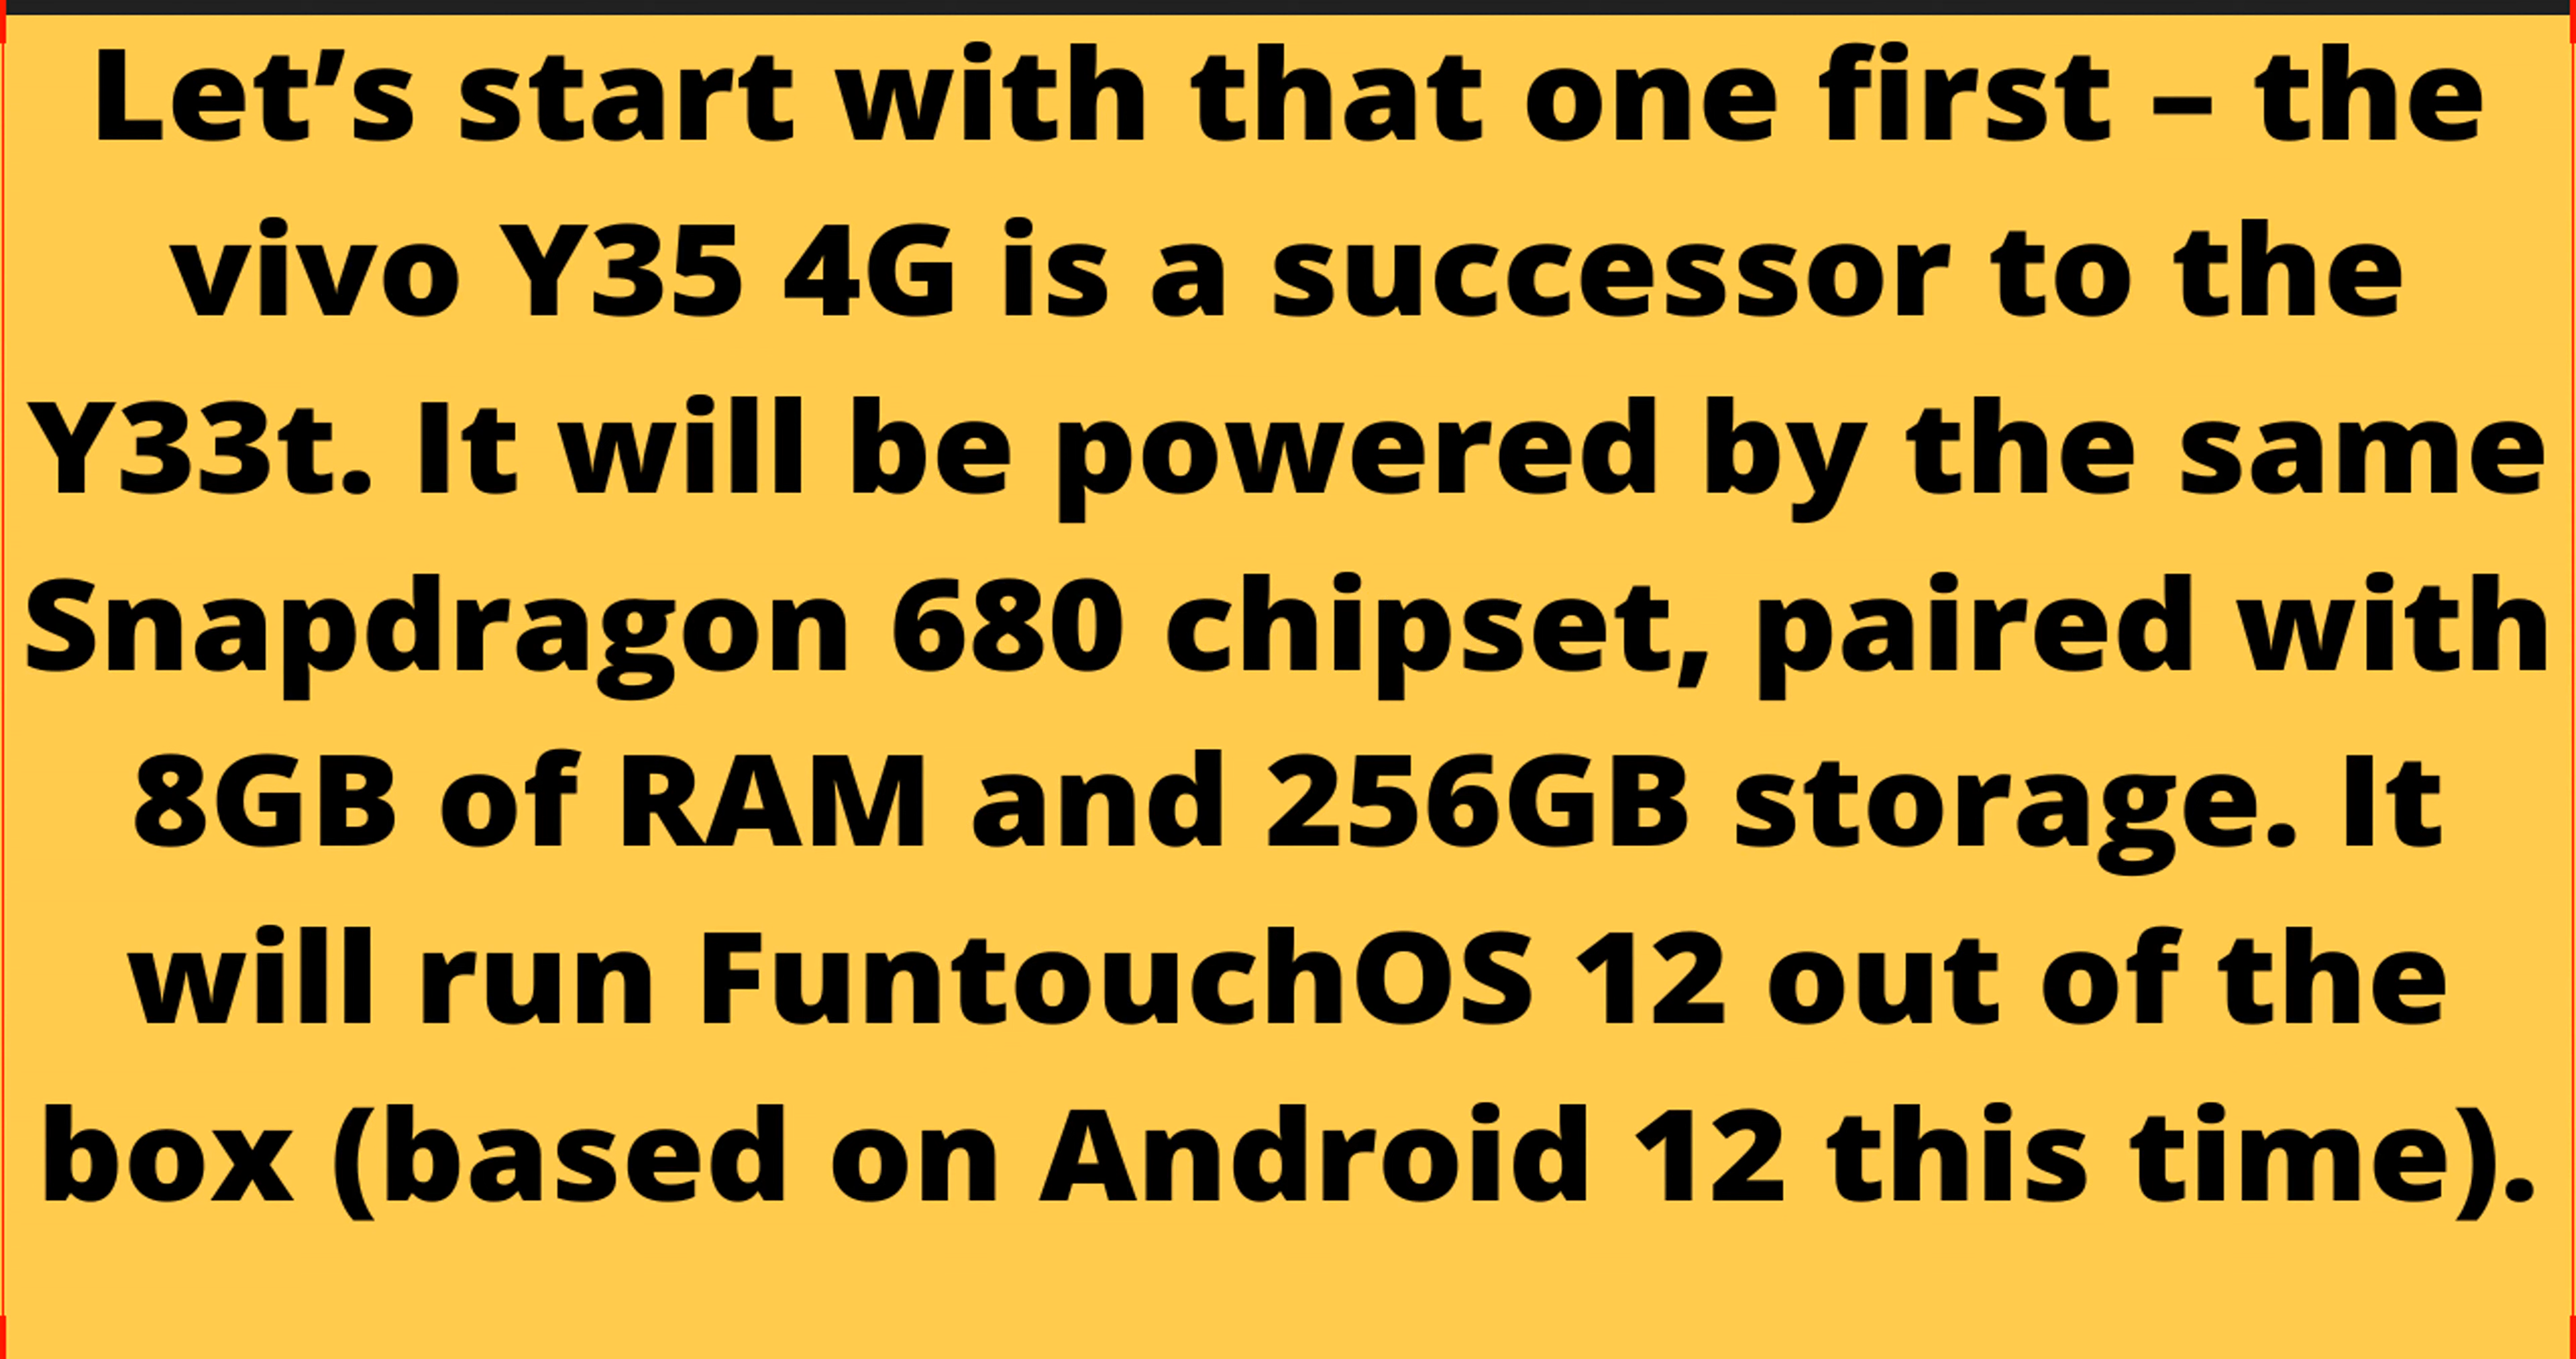 Let’s start with that one first – the
vivo Y35 4G is a successor to the
Y33t. It will be powered by the same
Snapdragon 680 chipset, paired with
8GB of RAM and 256GB storage. It
will run FuntouchOS 12 out of the
box (based on Android 12 this time).